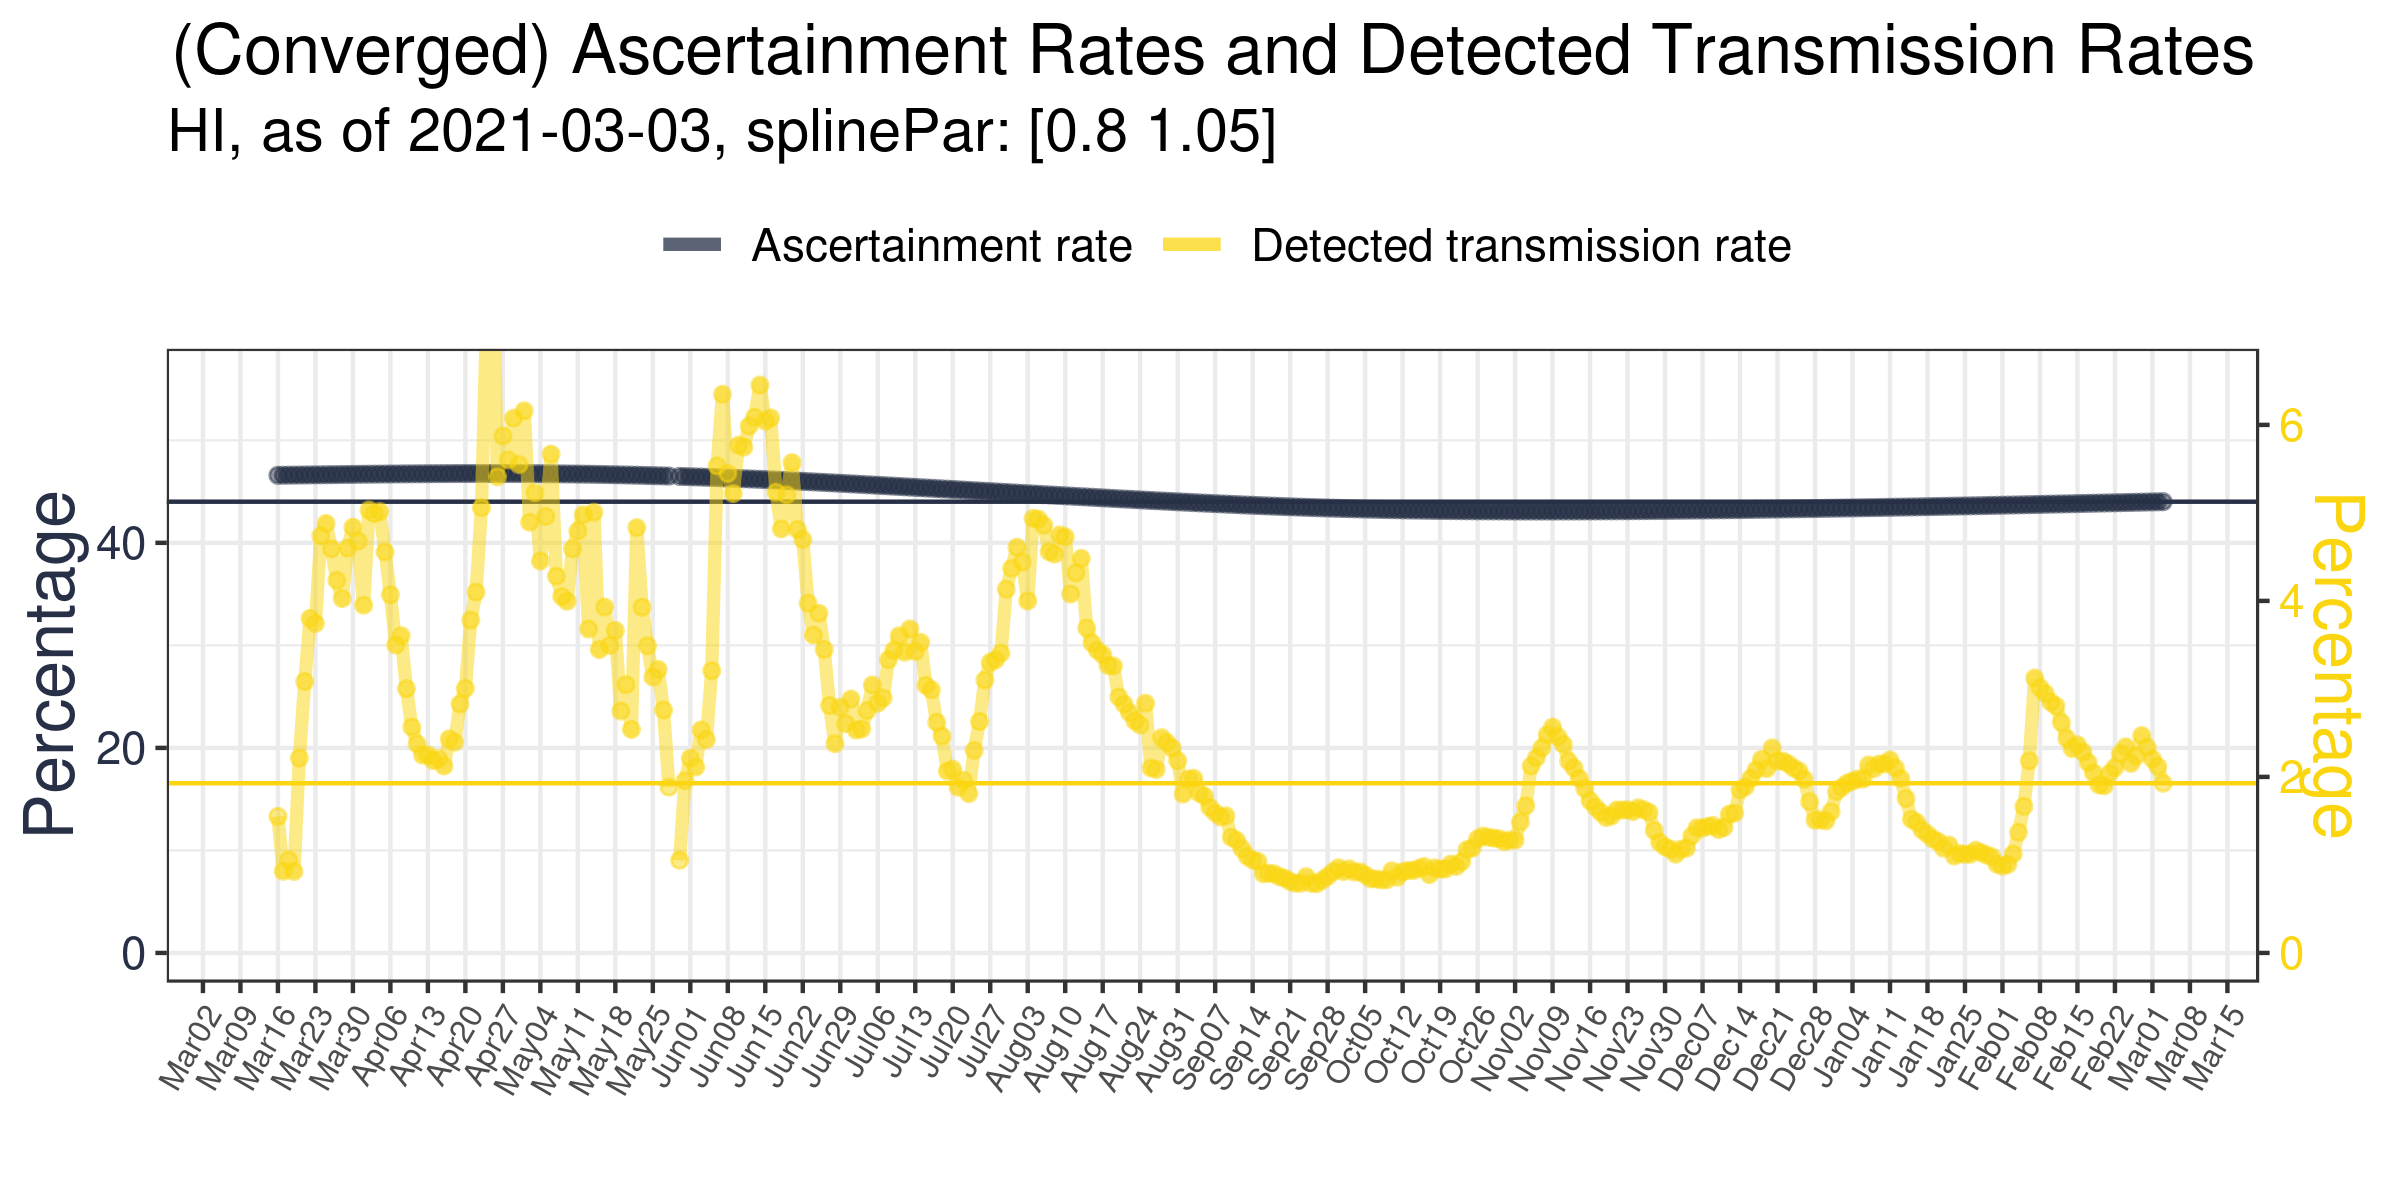 (Converged) Ascertainment Rates and Detected Transmission Rates
HI, as of 2021-03-03, splinePar: [0.8 1.05]
Ascertainment rate Detected transmission rate
Percentage
40
20
0
6
4
2
0
Percentage
Mar02 Mar09 Mar16 Mar23 Mar30 Apr06 Apr13 Apr20 Apr27 May04 May11 May18 May25 Jun01 Jun08 Jun15 Jun22 Jun29 Jul06 Jul13 Jul20 Jul27 Aug03 Aug10 Aug17 Aug24 Aug31 Sep07 Sep14 Sep21 Sep28 Oct05 Oct12 Oct19 Oct26 Nov02 Nov09 Nov16 Nov23 Nov30 Dec07 Dec14 Dec21 Dec28 Jan04 Jan11 Jan18 Jan25 Feb01 Feb08 Feb15 Feb22 Mar01 Mar08 Mar15